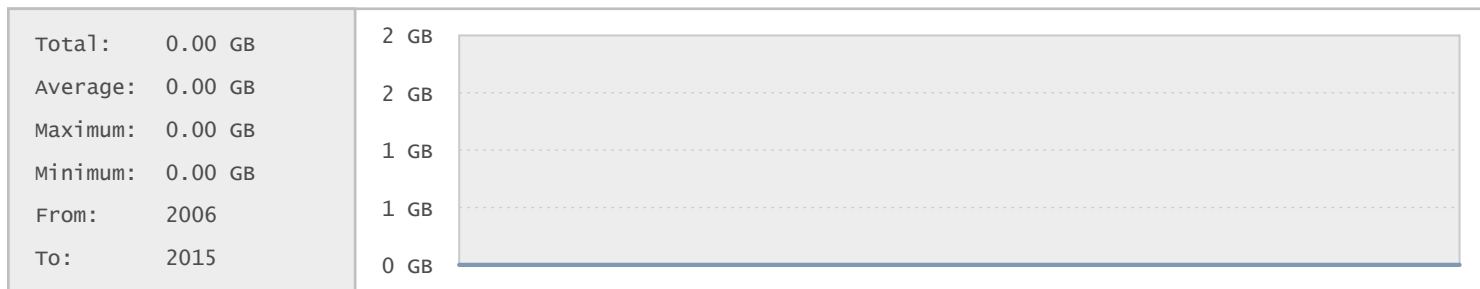 Total: 0.00 GB
Average: 0.00 GB
Maximum: 0.00 GB
Minimum: 0.00 GB
From: 2006
To: 2015
2 GB
2 GB
1 GB
1 GB
0 GB